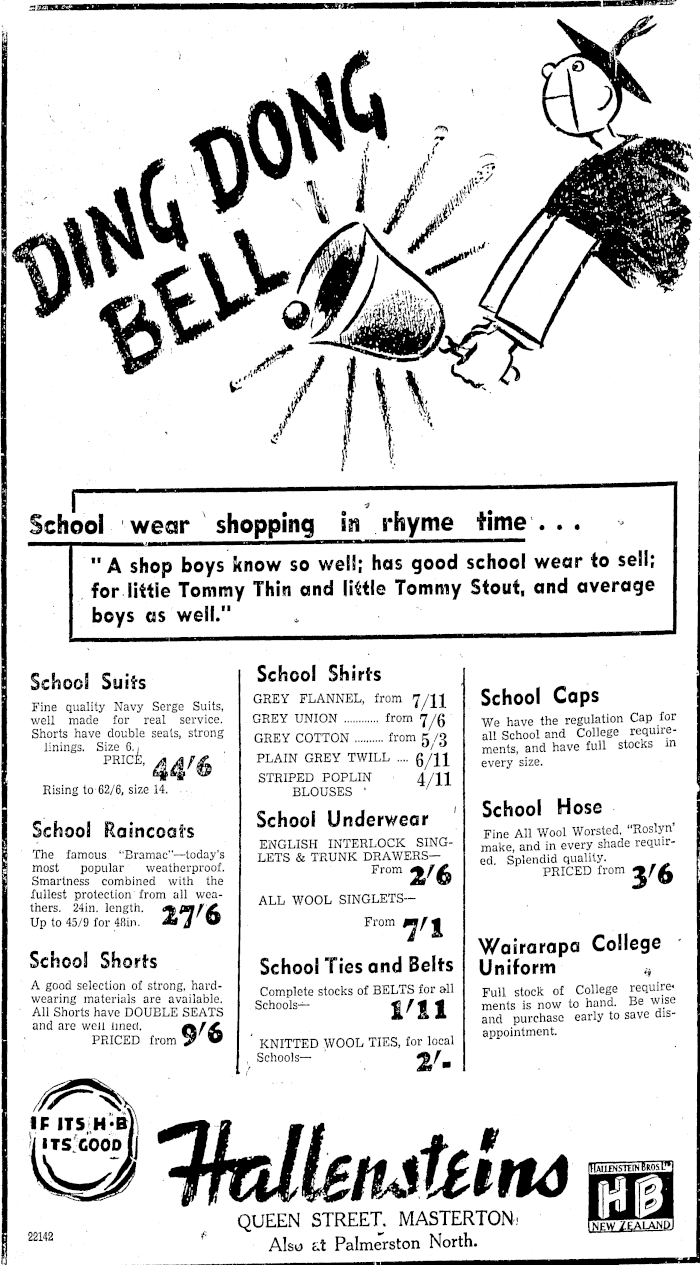 DING DONG
BELL
School wear shopping in rhyme time . . .
"A shop boys know so well; has good school wear to sell;
for little Tommy Thin and little Tommy Stout, and average
boys as well."
School Suits
Fine quality Navy Serge Suits,
well made for real service.
Shorts have double seats, strong
linings. Size 6.
PRICE, 44'6
Rising to 62/6, size 14.
School Raincoats
The famous "Bramac"—today's
most popular weatherproof.
Smartness combined with the
fullest protection from all wea-
thers. 24in. length. 27'6
Up to 45/9 for 48in.
School Shorts
A good selection of strong, hard-
wearing materials are available.
All Shorts have DOUBLE SEATS
and are well lined.
PRICED from 9'6
School Shirts
GREY FLANNEL, from 7/11
GREY UNION ............ from 7/6
GREY COTTON ......... from 5/3
PLAIN GREY TWILL .... 6/11
STRIPED POPLIN 4/11
BLOUSES
School Underwear
ENGLISH INTERLOCK SING-
LETS & TRUNK DRAWERS—
From 2'6
ALL WOOL SINGLETS—
From 7'1
School Ties and Belts
Complete stocks of BELTS for all
Schools— 1'11
KNITTED WOOL TIES, for local
Schools— 2'-
School Caps
We have the regulation Cap for
all School and College require-
ments, and have full stocks in
every size.
School Hose
Fine All Wool Worsted, "Roslyn'
make, and in every shade requir-
ed. Splendid quality.
PRICED from 3'6
Wairarapa College
Uniform
Full stock of College require-
ments is now to hand. Be wise
and purchase early to save dis-
appointment.
IF ITS H·B
ITS GOOD
Hallensteins
QUEEN STREET, MASTERTON
Also at Palmerston North.
HALLENSTEIN BROS LTD
HB
NEW ZEALAND
22142